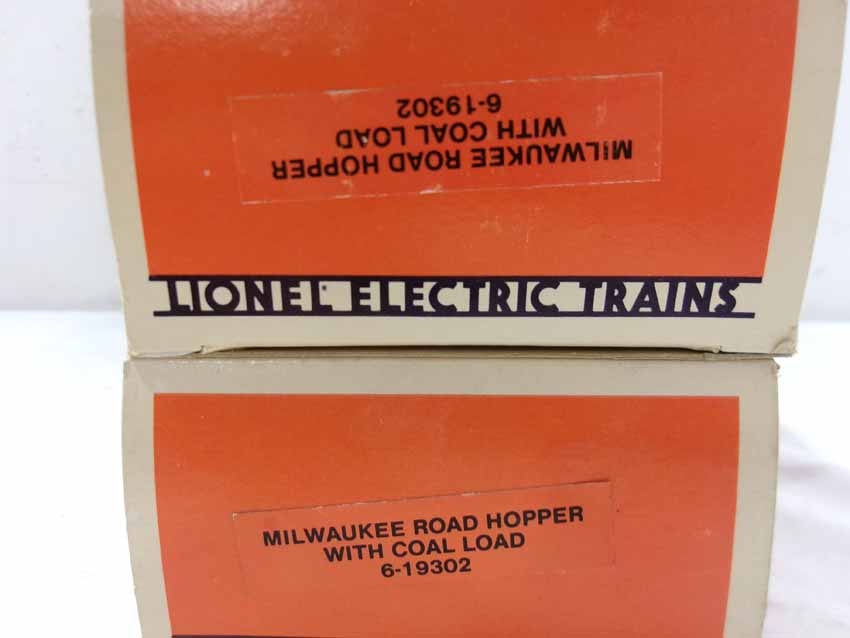 MILWAUKEE ROAD HOPPER
WITH COAL LOAD
6-19302
LIONEL ELECTRIC TRAINS
MILWAUKEE ROAD HOPPER
WITH COAL LOAD
6-19302